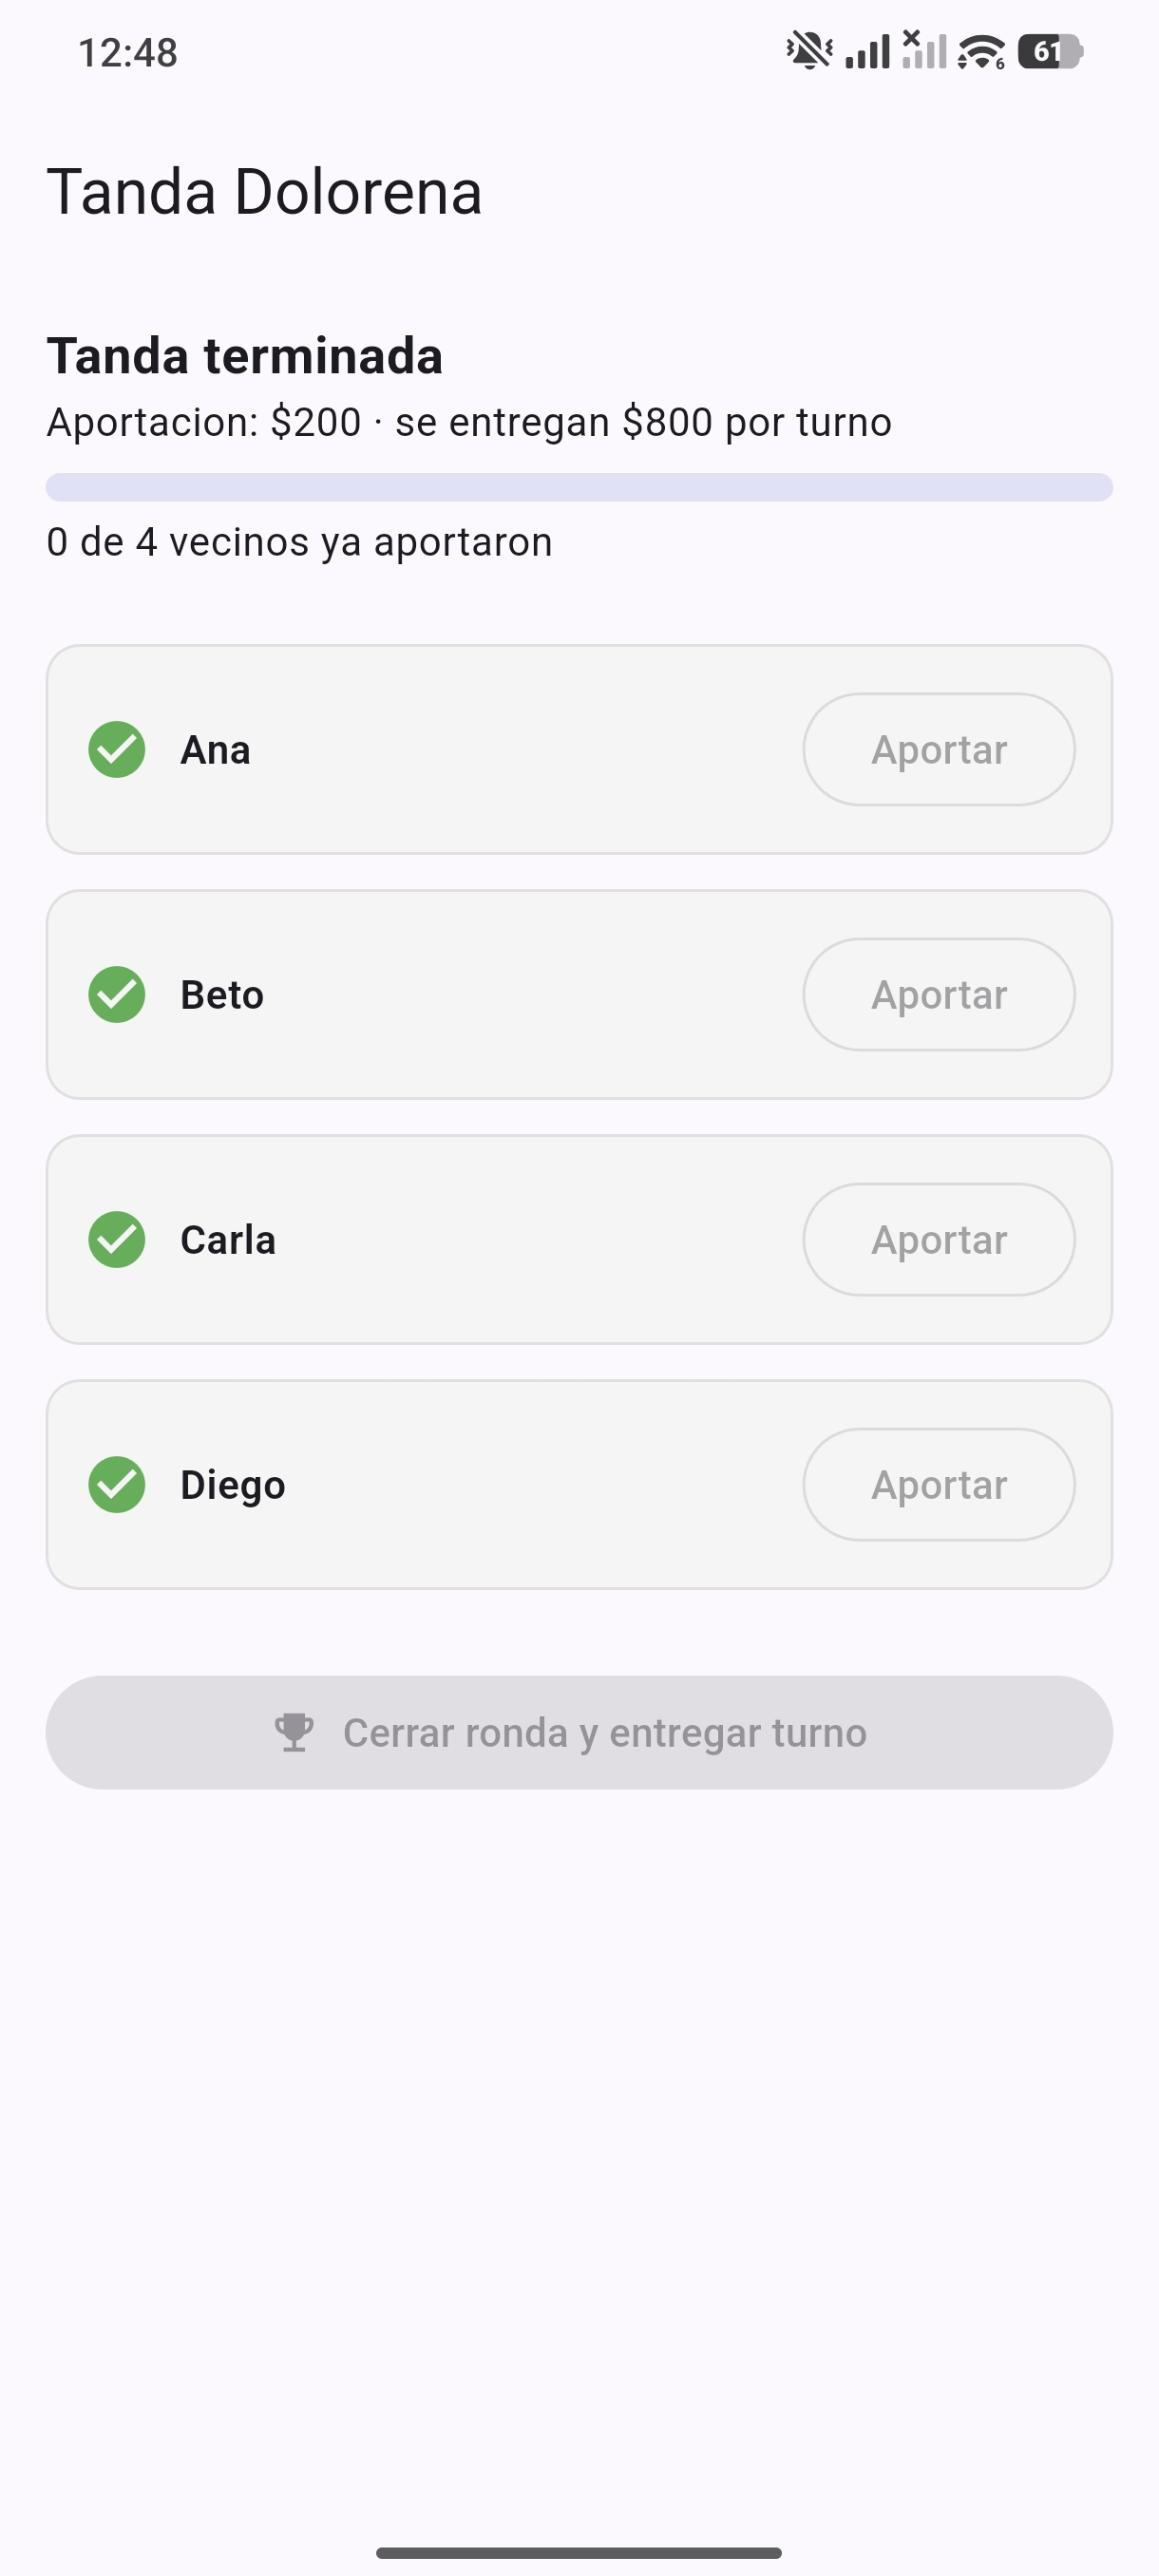 12:48
6
61
Tanda Dolorena
Tanda terminada
Aportacion: $200 · se entregan $800 por turno
0 de 4 vecinos ya aportaron
Ana
Aportar
Beto
Aportar
Carla
Aportar
Diego
Aportar
Cerrar ronda y entregar turno